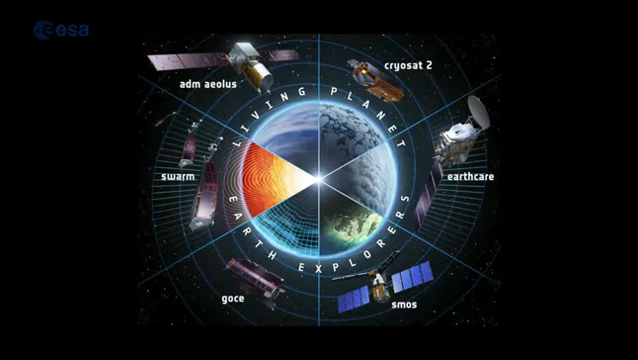 esa
adm aeolus
cryosat 2
LIVING PLANET
swarm
earthcare
EARTH EXPLORERS
goce
smos